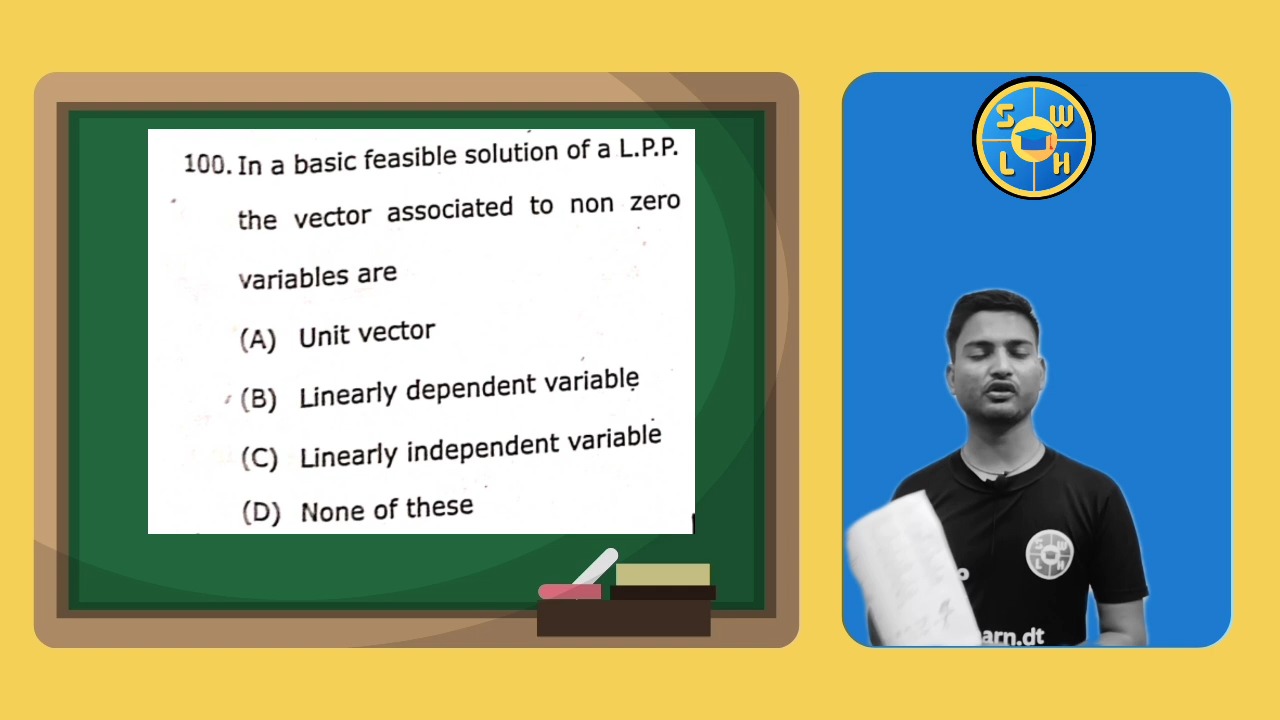 100. In a basic feasible solution of a L.P.P.
the vector associated to non zero
variables are
(A) Unit vector
(B) Linearly dependent variable
(C) Linearly independent variable
(D) None of these
S W
L H
S W
L H
o
arn.dt